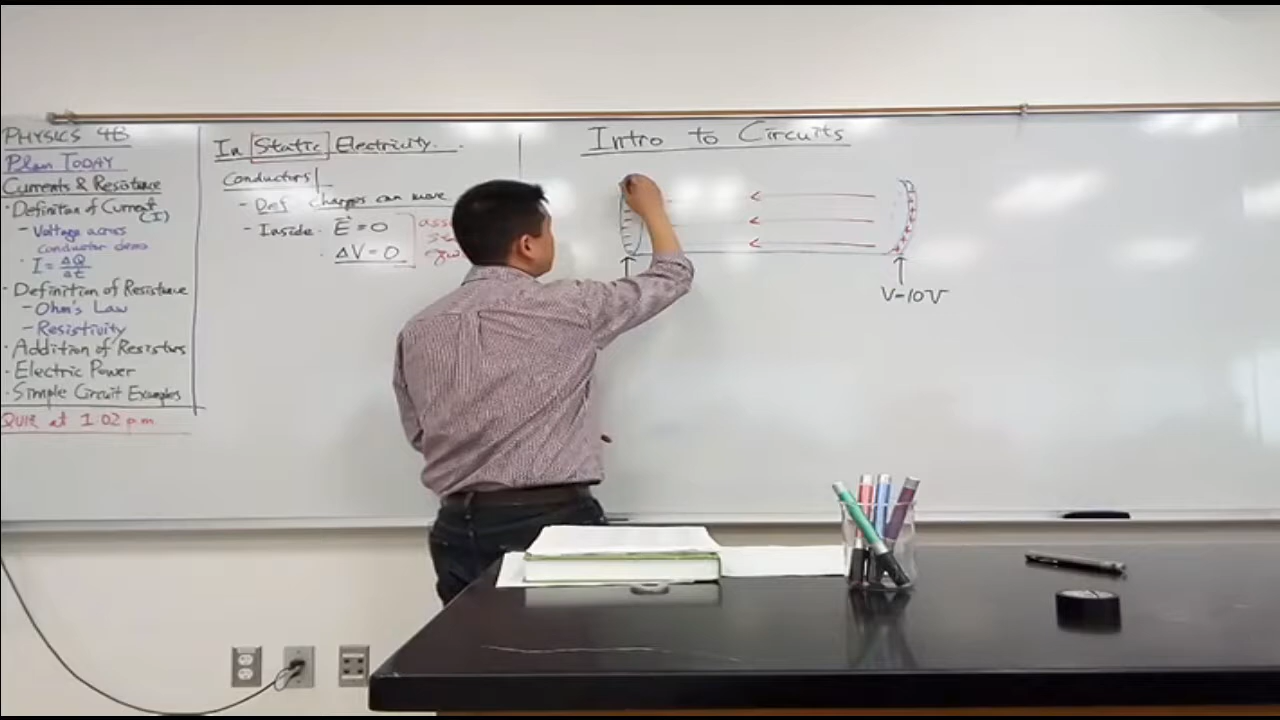 PHYSICS 4B
Plan TODAY
Currents & Resistance
· Definiton of Current (I)
- Voltage across
conductor demo
· I = ΔQ/Δt
· Definition of Resistance
- Ohm's Law
- Resistivity
· Addition of Resistors
· Electric Power
· Simple Circuit Examples
QUIZ at 1:02 p.m.
In Static Electricity.
Conductors
- Def charges can move
- Inside · E⃗ = 0
· ΔV = 0
Intro to Circuits
V=10V